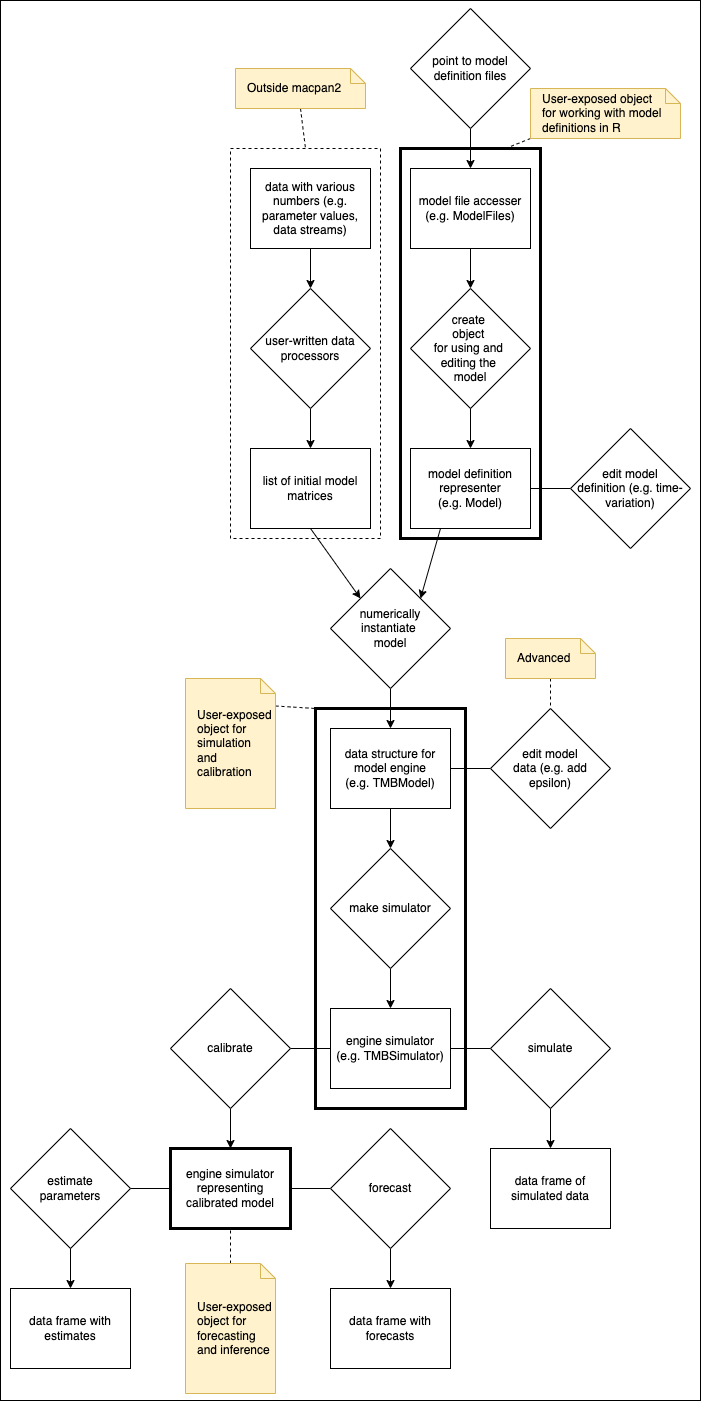 point to model
definition files
Outside macpan2
User-exposed object
for working with model
definitions in R
data with various
numbers (e.g.
parameter values,
data streams)
model file accesser
(e.g. ModelFiles)
user-written data
processors
create
object
for using and
editing the
model
list of initial model
matrices
model definition
representer
(e.g. Model)
edit model
definition (e.g. time-
variation)
numerically
instantiate
model
Advanced
User-exposed
object for
simulation
and
calibration
data structure for
model engine
(e.g. TMBModel)
edit model
data (e.g. add
epsilon)
make simulator
calibrate
engine simulator
(e.g. TMBSimulator)
simulate
estimate
parameters
engine simulator
representing
calibrated model
forecast
data frame of
simulated data
data frame with
estimates
User-exposed
object for
forecasting
and inference
data frame with
forecasts